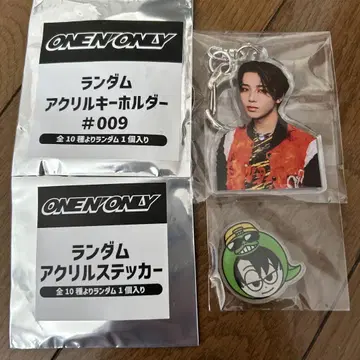 ONE N' ONLY
ランダム
アクリルキーホルダー
#009
全10種よりランダム1個入り
ONE N' ONLY
ランダム
アクリルステッカー
全10種よりランダム1個入り